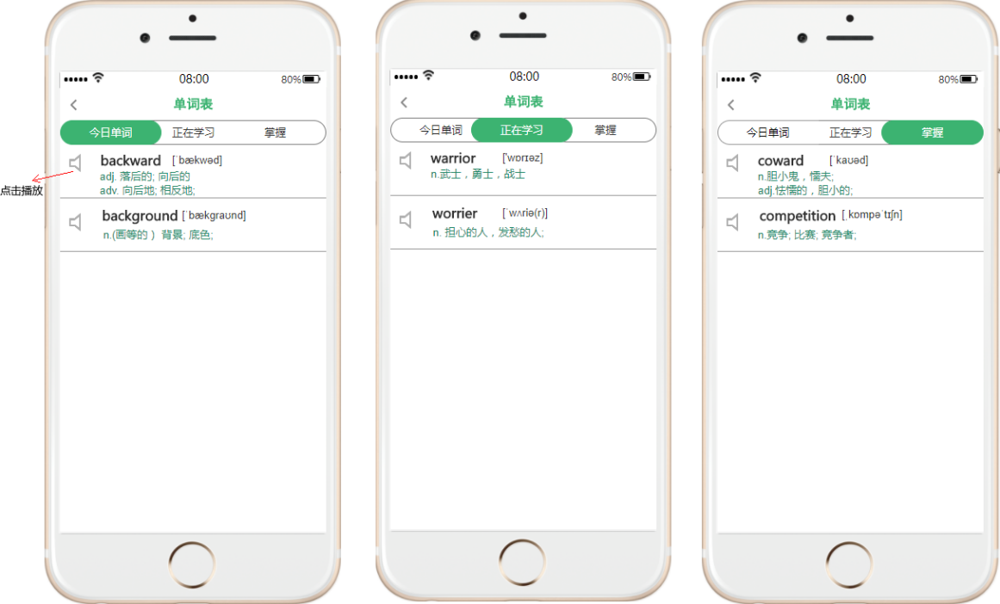 08:00
80%
单词表
今日单词 正在学习 掌握
backward [ˈbækwəd]
adj. 落后的; 向后的
点击播放
adv. 向后地; 相反地;
background [ˈbækgraʊnd]
n.(画等的 ) 背景; 底色;
08:00
80%
单词表
今日单词 正在学习 掌握
warrior ['wɒrɪəz]
n.武士，勇士，战士
worrier [ˈwʌriə(r)]
n. 担心的人，发愁的人;
08:00
80%
单词表
今日单词 正在学习 掌握
coward [ˈkaʊəd]
n.胆小鬼，懦夫;
adj.怯懦的，胆小的;
competition [ˌkɒmpəˈtɪʃn]
n.竞争; 比赛; 竞争者;